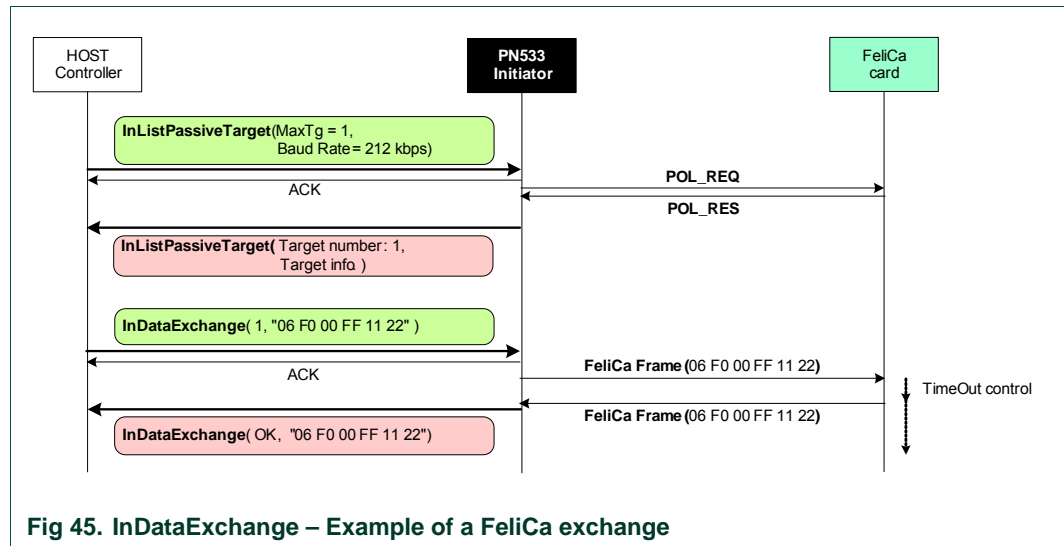 HOST
Controller
PN533
Initiator
FeliCa
card
InListPassiveTarget(MaxTg = 1,
Baud Rate= 212 kbps)
ACK
POL_REQ
POL_RES
InListPassiveTarget( Target number: 1,
Target info. )
InDataExchange( 1, "06 F0 00 FF 11 22" )
ACK
FeliCa Frame (06 F0 00 FF 11 22)
TimeOut control
FeliCa Frame (06 F0 00 FF 11 22)
InDataExchange( OK, "06 F0 00 FF 11 22")
Fig 45. InDataExchange – Example of a FeliCa exchange